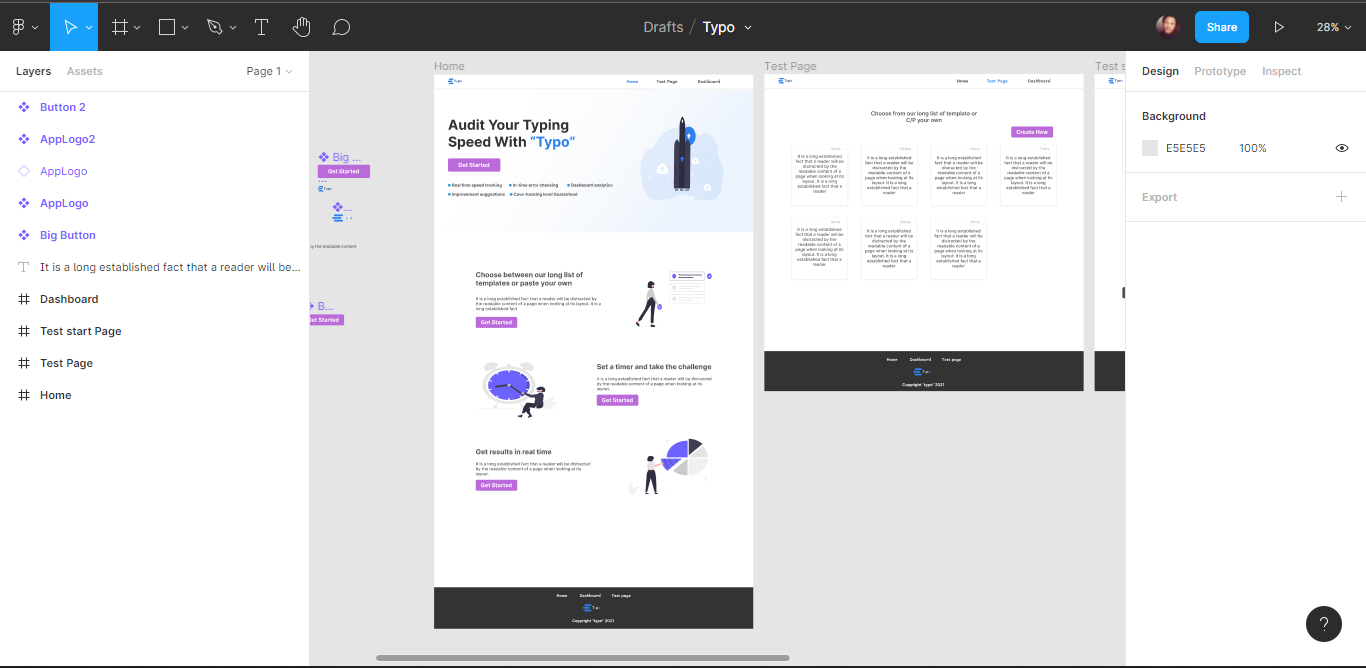 Drafts / Typo
Share
28%
Layers
Assets
Page 1
Button 2
AppLogo2
AppLogo
AppLogo
Big Button
It is a long established fact that a reader will be...
Dashboard
Test start Page
Test Page
Home
Big ...
Get Started
...
Typo
...
by the readable content
B...
Get Started
Home
Typo
Home
Test Page
Dashboard
Audit Your Typing
Speed With “Typo”
Get Started
Real time speed tracking
In-time error tracking
Dashboard analytics
Improvement suggestions
Choose between our long list of
templates or paste your own
It is a long established fact that a reader will be distracted by
the readable content of a page when looking at its layout. It is a
long established fact
Get Started
Set a timer and take the challenge
It is a long established fact that a reader will be distracted
by the readable content of a page when looking at its
layout.
Get Started
Get results in real time
It is a long established fact that a reader will be distracted
by the readable content of a page when looking at its
layout.
Get Started
Home
Dashboard
Test page
Typo
Copyright "typo" 2021
Test Page
Typo
Home
Test Page
Dashboard
Choose from our long list of template or
C/P your own
Create New
It is a long established
fact that a reader will be
distracted by the
readable content of a
page when looking at its
layout. It is a long
established fact that a
reader
It is a long established
fact that a reader will be
distracted by the
readable content of a
page when looking at its
layout. It is a long
established fact that a
reader
It is a long established
fact that a reader will be
distracted by the
readable content of a
page when looking at its
layout. It is a long
established fact that a
reader
It is a long established
fact that a reader will be
distracted by the
readable content of a
page when looking at its
layout. It is a long
established fact that a
reader
It is a long established
fact that a reader will be
distracted by the
readable content of a
page when looking at its
layout. It is a long
established fact that a
reader
It is a long established
fact that a reader will be
distracted by the
readable content of a
page when looking at its
layout. It is a long
established fact that a
reader
It is a long established
fact that a reader will be
distracted by the
readable content of a
page when looking at its
layout. It is a long
established fact that a
reader
Home
Dashboard
Test page
Typo
Copyright "typo" 2021
Test s
Typo
Design
Prototype
Inspect
Background
E5E5E5
100%
Export
?